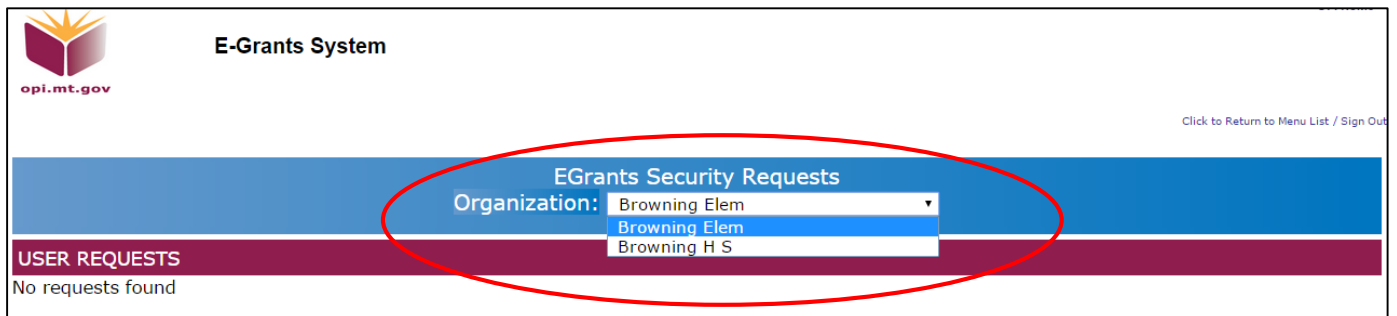 E-Grants System
opi.mt.gov
Click to Return to Menu List / Sign Out
EGrants Security Requests
Organization: Browning Elem
Browning Elem
Browning H S
USER REQUESTS
No requests found